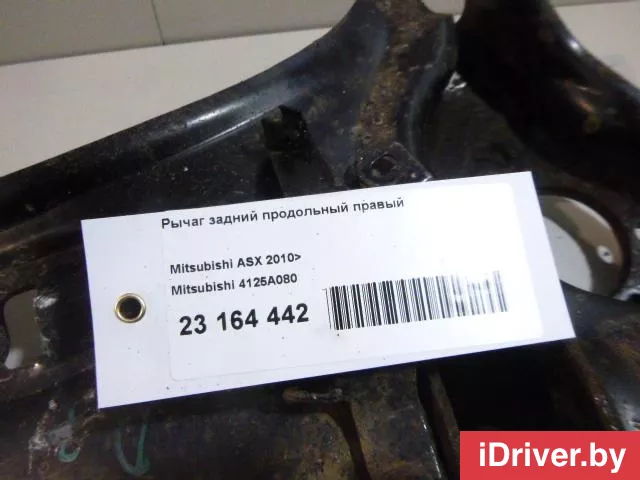 Рычаг задний продольный правый
Mitsubishi ASX 2010>
Mitsubishi 4125A080
23 164 442
iDriver.by